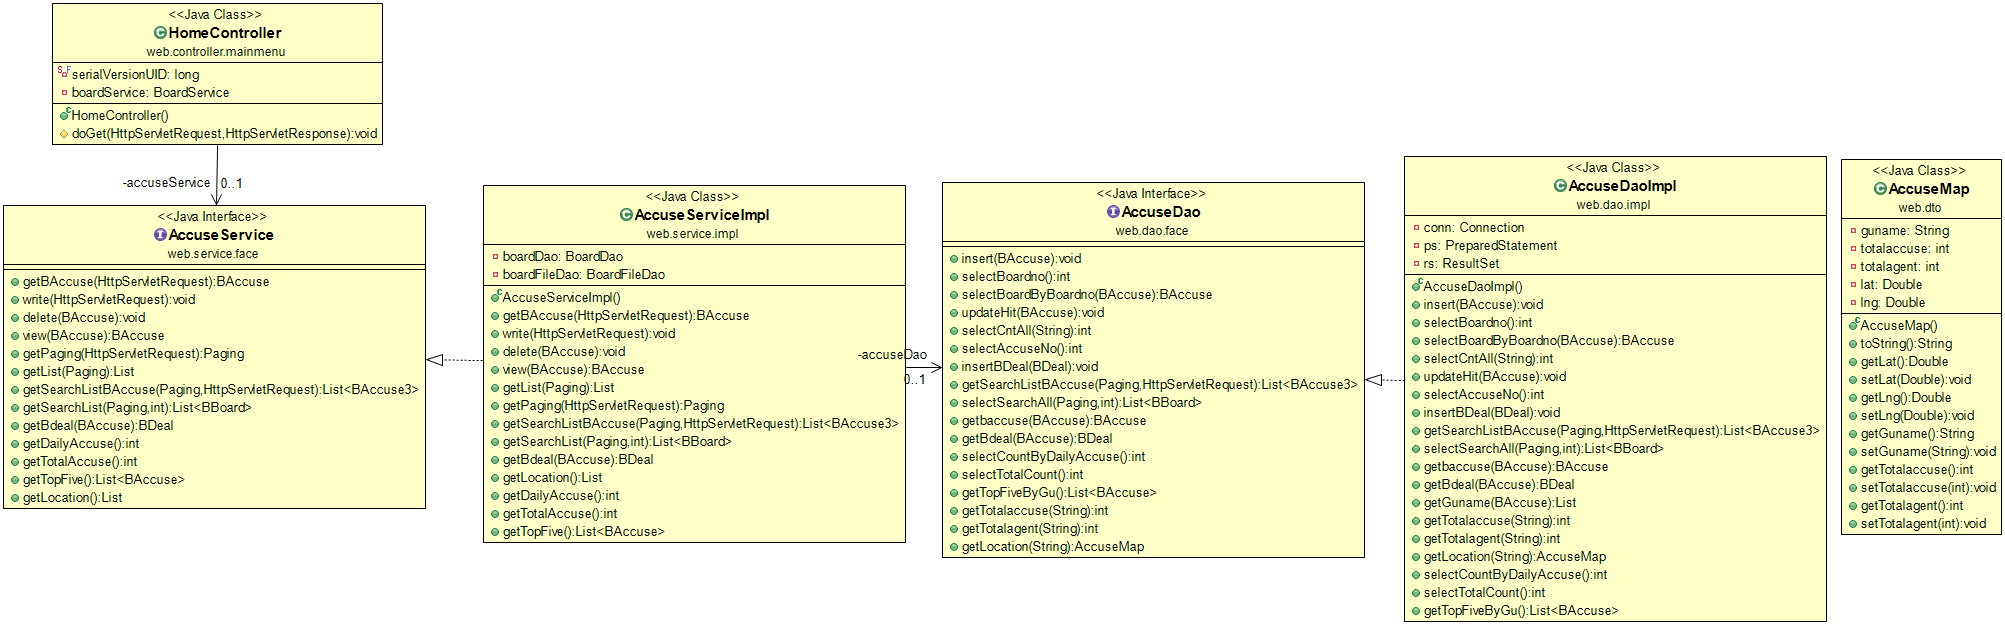 <<Java Class>>
HomeController
web.controller.mainmenu
serialVersionUID: long
boardService: BoardService
HomeController()
doGet(HttpServletRequest,HttpServletResponse):void
-accuseService 0..1
<<Java Interface>>
AccuseService
web.service.face
getBAccuse(HttpServletRequest):BAccuse
write(HttpServletRequest):void
delete(BAccuse):void
view(BAccuse):BAccuse
getPaging(HttpServletRequest):Paging
getList(Paging):List
getSearchListBAccuse(Paging,HttpServletRequest):List<BAccuse3>
getSearchList(Paging,int):List<BBoard>
getBdeal(BAccuse):BDeal
getDailyAccuse():int
getTotalAccuse():int
getTopFive():List<BAccuse>
getLocation():List
<<Java Class>>
AccuseServiceImpl
web.service.impl
boardDao: BoardDao
boardFileDao: BoardFileDao
AccuseServiceImpl()
getBAccuse(HttpServletRequest):BAccuse
write(HttpServletRequest):void
delete(BAccuse):void
view(BAccuse):BAccuse
getList(Paging):List
getPaging(HttpServletRequest):Paging
getSearchListBAccuse(Paging,HttpServletRequest):List<BAccuse3>
getSearchList(Paging,int):List<BBoard>
getBdeal(BAccuse):BDeal
getLocation():List
getDailyAccuse():int
getTotalAccuse():int
getTopFive():List<BAccuse>
-accuseDao
0..1
<<Java Interface>>
AccuseDao
web.dao.face
insert(BAccuse):void
selectBoardno():int
selectBoardByBoardno(BAccuse):BAccuse
updateHit(BAccuse):void
selectCntAll(String):int
selectAccuseNo():int
insertBDeal(BDeal):void
getSearchListBAccuse(Paging,HttpServletRequest):List<BAccuse3>
selectSearchAll(Paging,int):List<BBoard>
getbaccuse(BAccuse):BAccuse
getBdeal(BAccuse):BDeal
selectCountByDailyAccuse():int
selectTotalCount():int
getTopFiveByGu():List<BAccuse>
getTotalaccuse(String):int
getTotalagent(String):int
getLocation(String):AccuseMap
<<Java Class>>
AccuseDaoImpl
web.dao.impl
conn: Connection
ps: PreparedStatement
rs: ResultSet
AccuseDaoImpl()
insert(BAccuse):void
selectBoardno():int
selectBoardByBoardno(BAccuse):BAccuse
selectCntAll(String):int
updateHit(BAccuse):void
selectAccuseNo():int
insertBDeal(BDeal):void
getSearchListBAccuse(Paging,HttpServletRequest):List<BAccuse3>
selectSearchAll(Paging,int):List<BBoard>
getbaccuse(BAccuse):BAccuse
getBdeal(BAccuse):BDeal
getGuname(BAccuse):List
getTotalaccuse(String):int
getTotalagent(String):int
getLocation(String):AccuseMap
selectCountByDailyAccuse():int
selectTotalCount():int
getTopFiveByGu():List<BAccuse>
<<Java Class>>
AccuseMap
web.dto
guname: String
totalaccuse: int
totalagent: int
lat: Double
lng: Double
AccuseMap()
toString():String
getLat():Double
setLat(Double):void
getLng():Double
setLng(Double):void
getGuname():String
setGuname(String):void
getTotalaccuse():int
setTotalaccuse(int):void
getTotalagent():int
setTotalagent(int):void